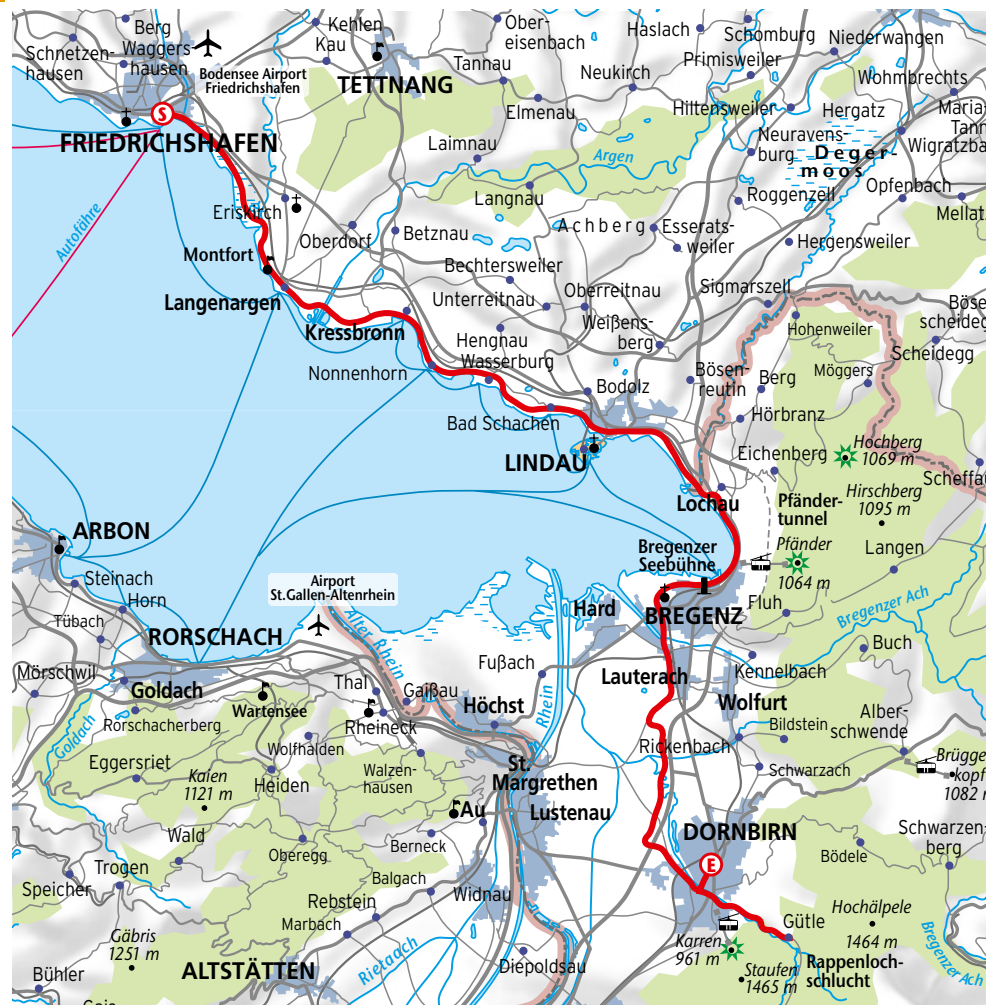 Berg
Kehlen
Kau
Ober-
eisenbach
Haslach
Schomburg
Niederwangen
Schnetzen-
hausen
Waggers-
hausen
Bodensee Airport
Friedrichshafen
TETTNANG
Tannau
Neukirch
Primisweiler
Wohmbrechts
Elmenau
Hiltensweiler
Hergatz
Maria-
S
FRIEDRICHSHAFEN
Laimnau
Argen
Neuravens-
burg
Deger-
moos
Wigratzba
Langnau
Roggenzell
Opfenbach
Mellat
Autofähre
Eriskirch
Oberdorf
Betznau
Achberg
Esserats-
weiler
Hergensweiler
Montfort
Bechtersweiler
Sigmarszell
Langenargen
Unterreitnau
Oberreitnau
Böse
scheideg
Kressbronn
Hengnau
Weißens-
berg
Hohenweiler
Scheidegg
Wasserburg
Nonnenhorn
Bodolz
Bösen-
reutin
Berg
Möggers
Bad Schachen
Hörbranz
LINDAU
Eichenberg
Hochberg
1069 m
Scheffau
Lochau
Pfänder-
tunnel
Hirschberg
1095 m
ARBON
Bregenzer
Seebühne
Pfänder
1064 m
Langen
Steinach
Horn
Airport
St.Gallen-Altenrhein
Hard
BREGENZ
Fluh
Bregenzer Ach
Tübach
RORSCHACH
Alter Rhein
Buch
Mörschwil
Goldach
Fußach
Lauterach
Kennelbach
Thal
Gaißau
Rhein
Wolfurt
Rorschacherberg
Wartensee
Rheineck
Höchst
Bildstein
Alber-
schwende
Goldach
Wolfhalden
Rickenbach
Eggersriet
Kaien
1121 m
Heiden
Walzen-
hausen
St.
Margrethen
Schwarzach
Brügge
kopf
1082 m
Au
Lustenau
DORNBIRN
Wald
Oberegg
Berneck
Schwarzen-
berg
Trogen
Bödele
E
Speicher
Balgach
Rebstein
Widnau
Marbach
Gütle
Hochälpele
1464 m
Gäbris
1251 m
Rietaach
Karren
961 m
Rappenloch-
schlucht
Bregenzer Ach
Bühler
ALTSTÄTTEN
Diepoldsau
Staufen
1465 m